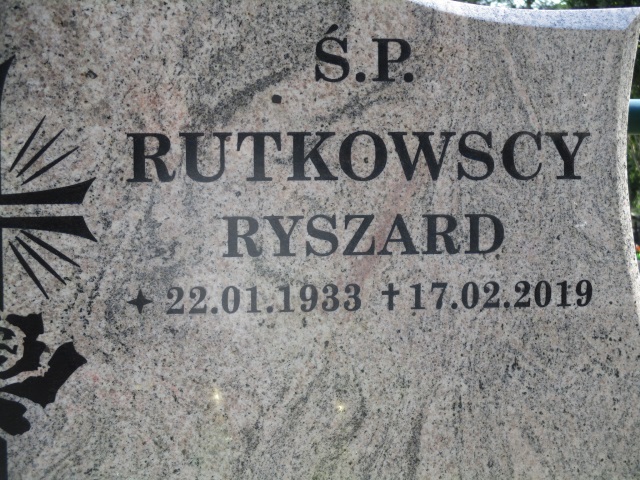 Ś.P.
RUTKOWSCY
RYSZARD
✦ 22.01.1933 ✝ 17.02.2019